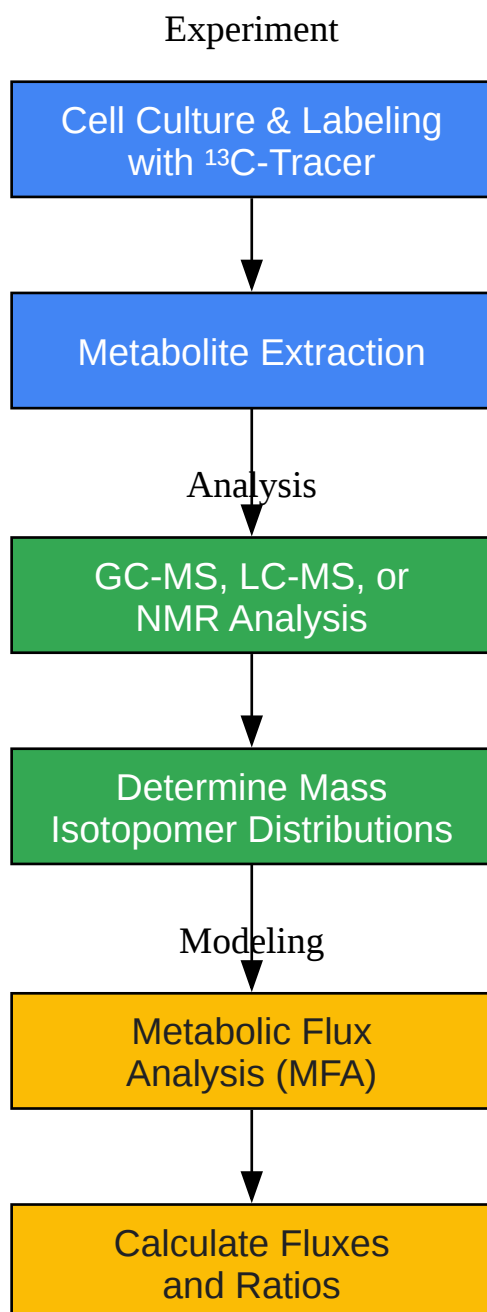 Experiment
Cell Culture & Labeling
with ¹³C-Tracer
Metabolite Extraction
Analysis
GC-MS, LC-MS, or
NMR Analysis
Determine Mass
Isotopomer Distributions
Modeling
Metabolic Flux
Analysis (MFA)
Calculate Fluxes
and Ratios